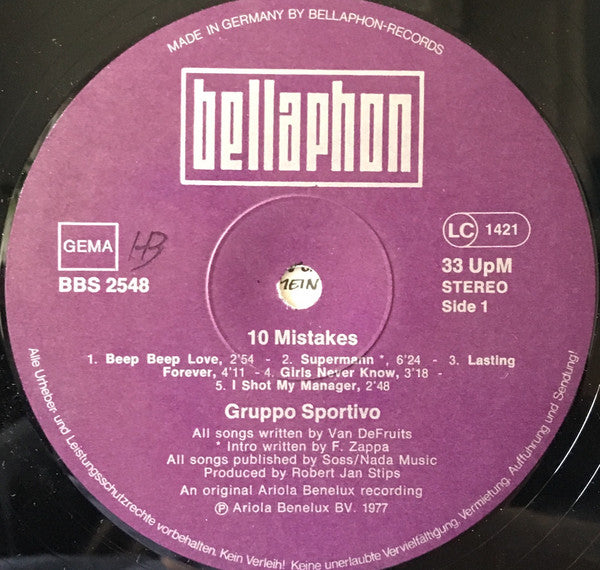 MADE IN GERMANY BY BELLAPHON-RECORDS
bellaphon
GEMA
HB
BBS 2548
LC 1421
33 UpM
STEREO
Side 1
MEIN
10 Mistakes
1. Beep Beep Love, 2'54 - 2. Supermann *, 6'24 - 3. Lasting
Forever, 4'11 - 4. Girls Never Know, 3'18 -
5. I Shot My Manager, 2'48
Gruppo Sportivo
All songs written by Van DeFruits
* Intro written by F. Zappa
All songs published by Soss/Nada Music
Produced by Robert Jan Stips
An original Ariola Benelux recording
Ⓟ Ariola Benelux BV. 1977
Alle Urheber und Leistungsschutzrechte vorbehalten. Kein Verleih! Keine unerlaubte Vervielfältigung, Vermietung, Aufführung und Sendung!